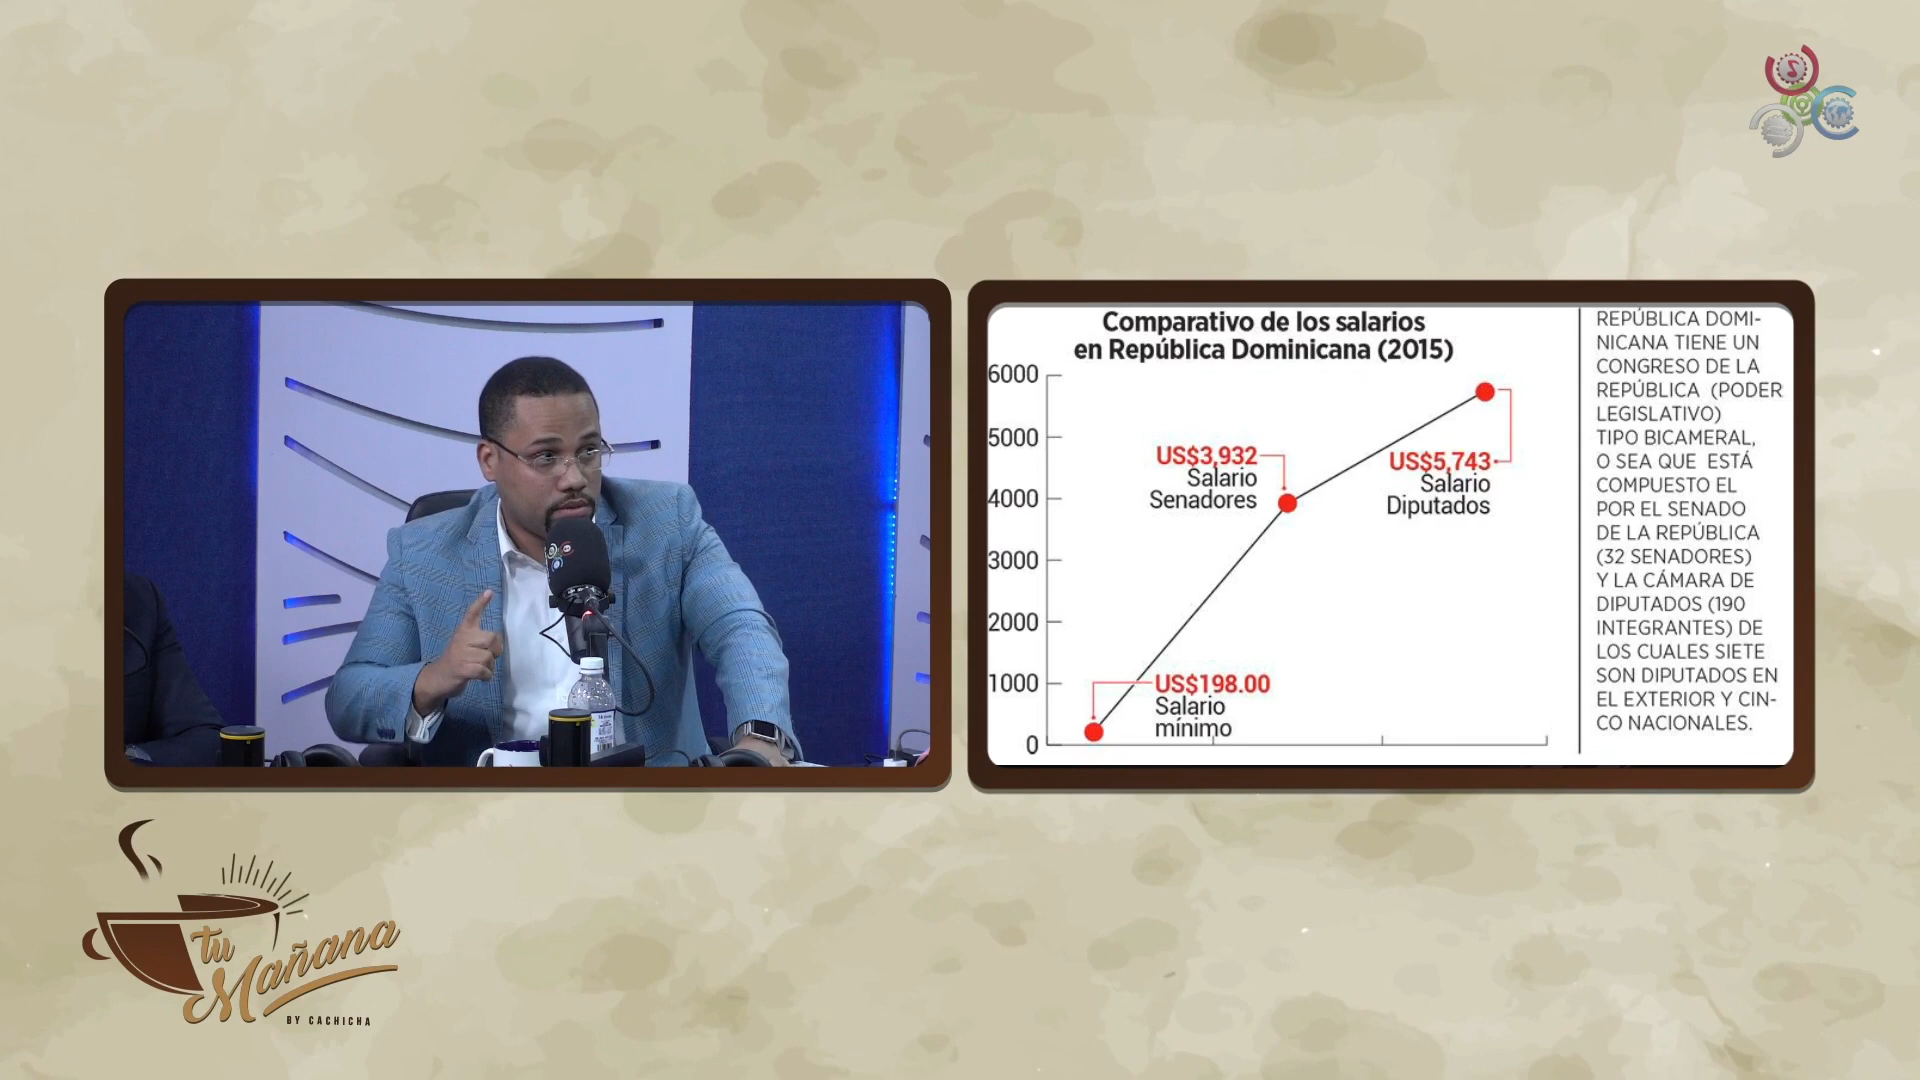 Comparativo de los salarios
en República Dominicana (2015)
6000
5000
4000
3000
2000
1000
0
US$3,932
Salario
Senadores
US$5,743
Salario
Diputados
US$198.00
Salario
mínimo
REPÚBLICA DOMI-
NICANA TIENE UN
CONGRESO DE LA
REPÚBLICA (PODER
LEGISLATIVO)
TIPO BICAMERAL,
O SEA QUE ESTÁ
COMPUESTO EL
POR EL SENADO
DE LA REPÚBLICA
(32 SENADORES)
Y LA CÁMARA DE
DIPUTADOS (190
INTEGRANTES) DE
LOS CUALES SIETE
SON DIPUTADOS EN
EL EXTERIOR Y CIN-
CO NACIONALES.
tu
Mañana
BY CACHICHA